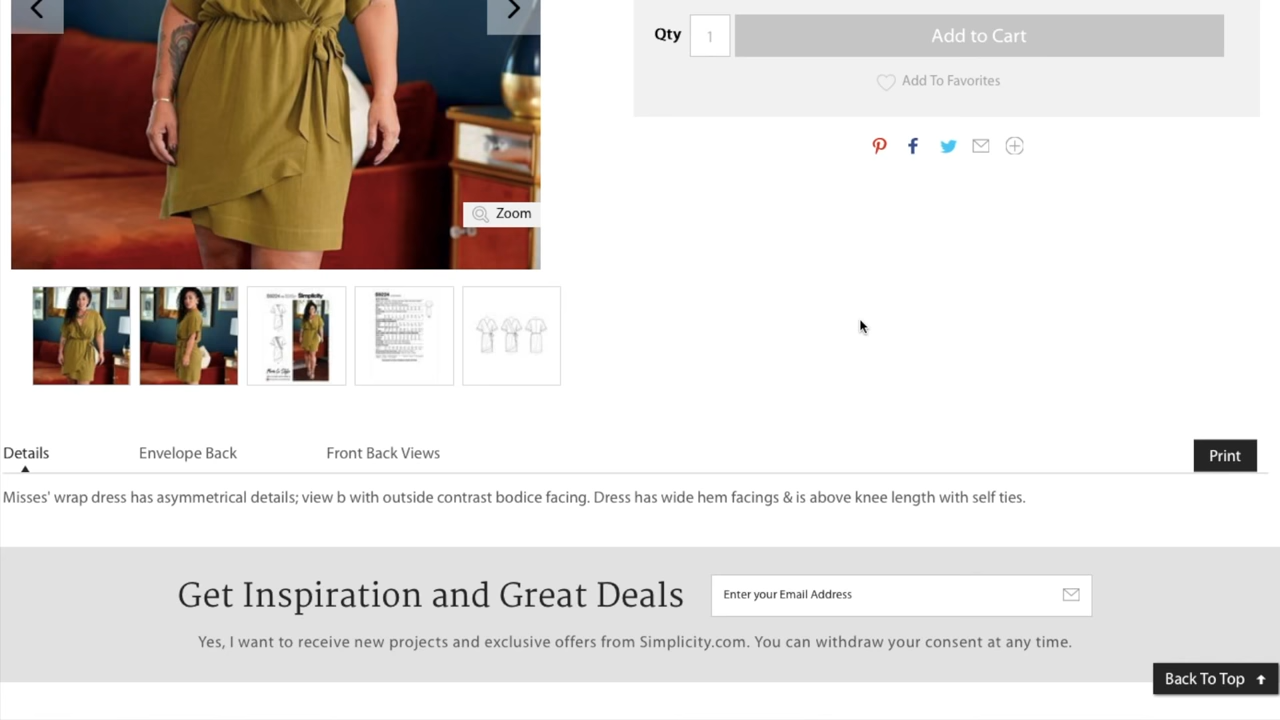 Qty
1
Add to Cart
Add To Favorites
Zoom
Simplicity
Details
Envelope Back
Front Back Views
Print
Misses' wrap dress has asymmetrical details; view b with outside contrast bodice facing. Dress has wide hem facings & is above knee length with self ties.
Get Inspiration and Great Deals
Enter your Email Address
Yes, I want to receive new projects and exclusive offers from Simplicity.com. You can withdraw your consent at any time.
Back To Top